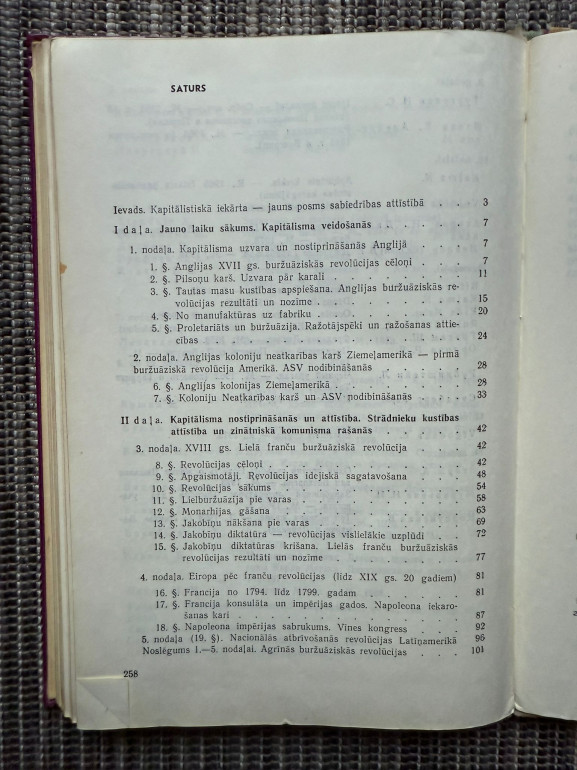 SATURS
Ievads. Kapitālistiskā iekārta — jauns posms sabiedrības attīstībā . . 3
I daļa. Jauno laiku sākums. Kapitālisma veidošanās . . . . . 7
1. nodaļa. Kapitālisma uzvara un nostiprināšanās Anglijā . . . 7
1. §. Anglijas XVII gs. buržuāziskās revolūcijas cēloņi . . . 7
2. §. Pilsoņu karš. Uzvara pār karali . . . . . . . 11
3. §. Tautas masu kustības apspiešana. Anglijas buržuāziskās re-
volūcijas rezultāti un nozīme . . . . . . . . 15
4. §. No manufaktūras uz fabriku . . . . . . . . 20
5. §. Proletariāts un buržuāzija. Ražotājspēki un ražošanas attie-
cības . . . . . . . . . . . . . 24
2. nodaļa. Anglijas koloniju neatkarības karš Ziemeļamerikā — pirmā
buržuāziskā revolūcija Amerikā. ASV nodibināšanās . . . . 28
6. §. Anglijas kolonijas Ziemeļamerikā . . . . . . . 28
7. §. Koloniju Neatkarības karš un ASV nodibināšanās . . . 33
II daļa. Kapitālisma nostiprināšanās un attīstība. Strādnieku kustības
attīstība un zinātniskā komunisma rašanās . . . . . . 42
3. nodaļa. XVIII gs. Lielā franču buržuāziskā revolūcija . . . 42
8. §. Revolūcijas cēloņi . . . . . . . . . . 42
9. §. Apgaismotāji. Revolūcijas idejiskā sagatavošana . . . 48
10. §. Revolūcijas sākums . . . . . . . . . . 54
11. §. Lielburžuāzija pie varas . . . . . . . . . 58
12. §. Monarhijas gāšana . . . . . . . . . . 63
13. §. Jakobiņu nākšana pie varas . . . . . . . . 69
14. §. Jakobiņu diktatūra — revolūcijas vislielākie uzplūdi . . 72
15. §. Jakobiņu diktatūras krišana. Lielās franču buržuāziskās
revolūcijas rezultāti un nozīme . . . . . . . 77
4. nodaļa. Eiropa pēc franču revolūcijas (līdz XIX gs. 20 gadiem) 81
16. §. Francija no 1794. līdz 1799. gadam . . . . . . 81
17. §. Francija konsulāta un impērijas gados. Napoleona iekaro-
šanas kari . . . . . . . . . . . . 87
18. §. Napoleona impērijas sabrukums. Vīnes kongress . . . 92
5. nodaļa (19. §). Nacionālās atbrīvošanās revolūcijas Latīņamerikā 96
Noslēgums 1.—5. nodaļai. Agrīnās buržuāziskās revolūcijas . . . 101
258